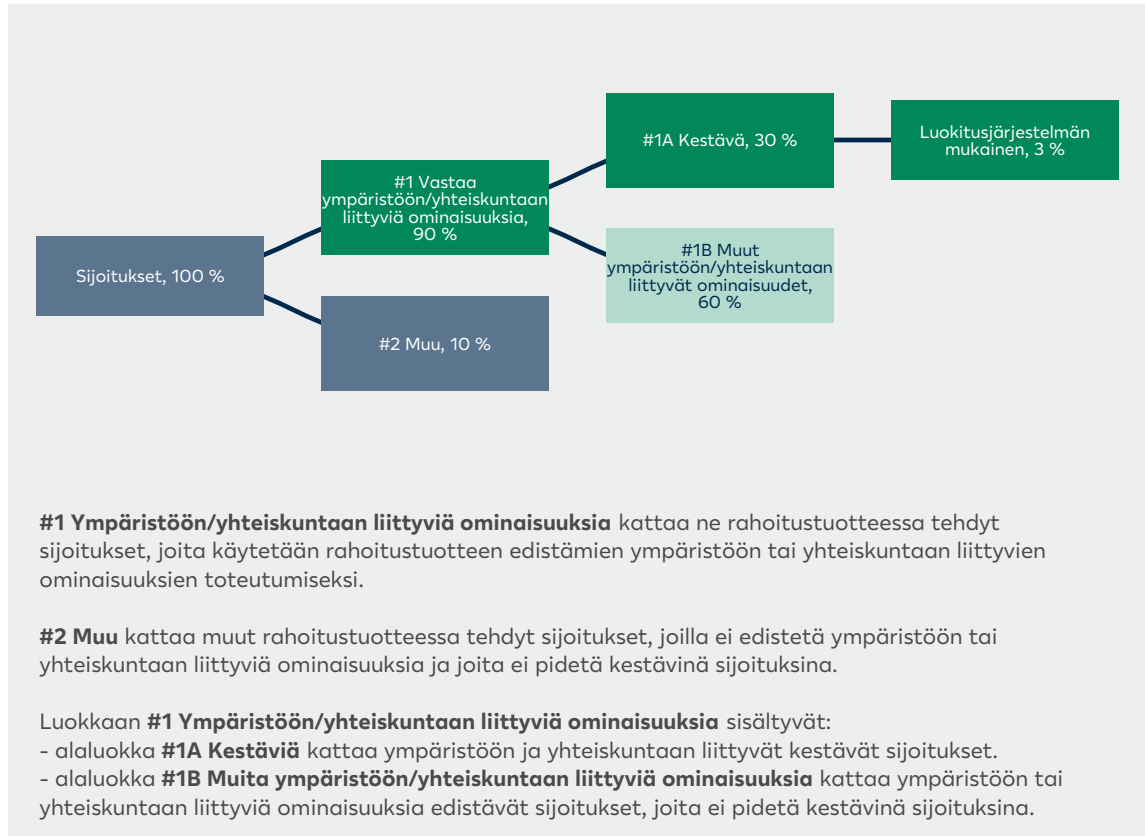 #1A Kestävä, 30 %
Luokitusjärjestelmän
mukainen, 3 %
#1 Vastaa
ympäristöön/yhteiskuntaan
liittyviä ominaisuuksia,
90 %
Sijoitukset, 100 %
#1B Muut
ympäristöön/yhteiskuntaan
liittyvät ominaisuudet,
60 %
#2 Muu, 10 %
#1 Ympäristöön/yhteiskuntaan liittyviä ominaisuuksia kattaa ne rahoitustuotteessa tehdyt
sijoitukset, joita käytetään rahoitustuotteen edistämien ympäristöön tai yhteiskuntaan liittyvien
ominaisuuksien toteutumiseksi.
#2 Muu kattaa muut rahoitustuotteessa tehdyt sijoitukset, joilla ei edistetä ympäristöön tai
yhteiskuntaan liittyviä ominaisuuksia ja joita ei pidetä kestävinä sijoituksina.
Luokkaan #1 Ympäristöön/yhteiskuntaan liittyviä ominaisuuksia sisältyvät:
- alaluokka #1A Kestäviä kattaa ympäristöön ja yhteiskuntaan liittyvät kestävät sijoitukset.
- alaluokka #1B Muita ympäristöön/yhteiskuntaan liittyviä ominaisuuksia kattaa ympäristöön tai
yhteiskuntaan liittyviä ominaisuuksia edistävät sijoitukset, joita ei pidetä kestävinä sijoituksina.